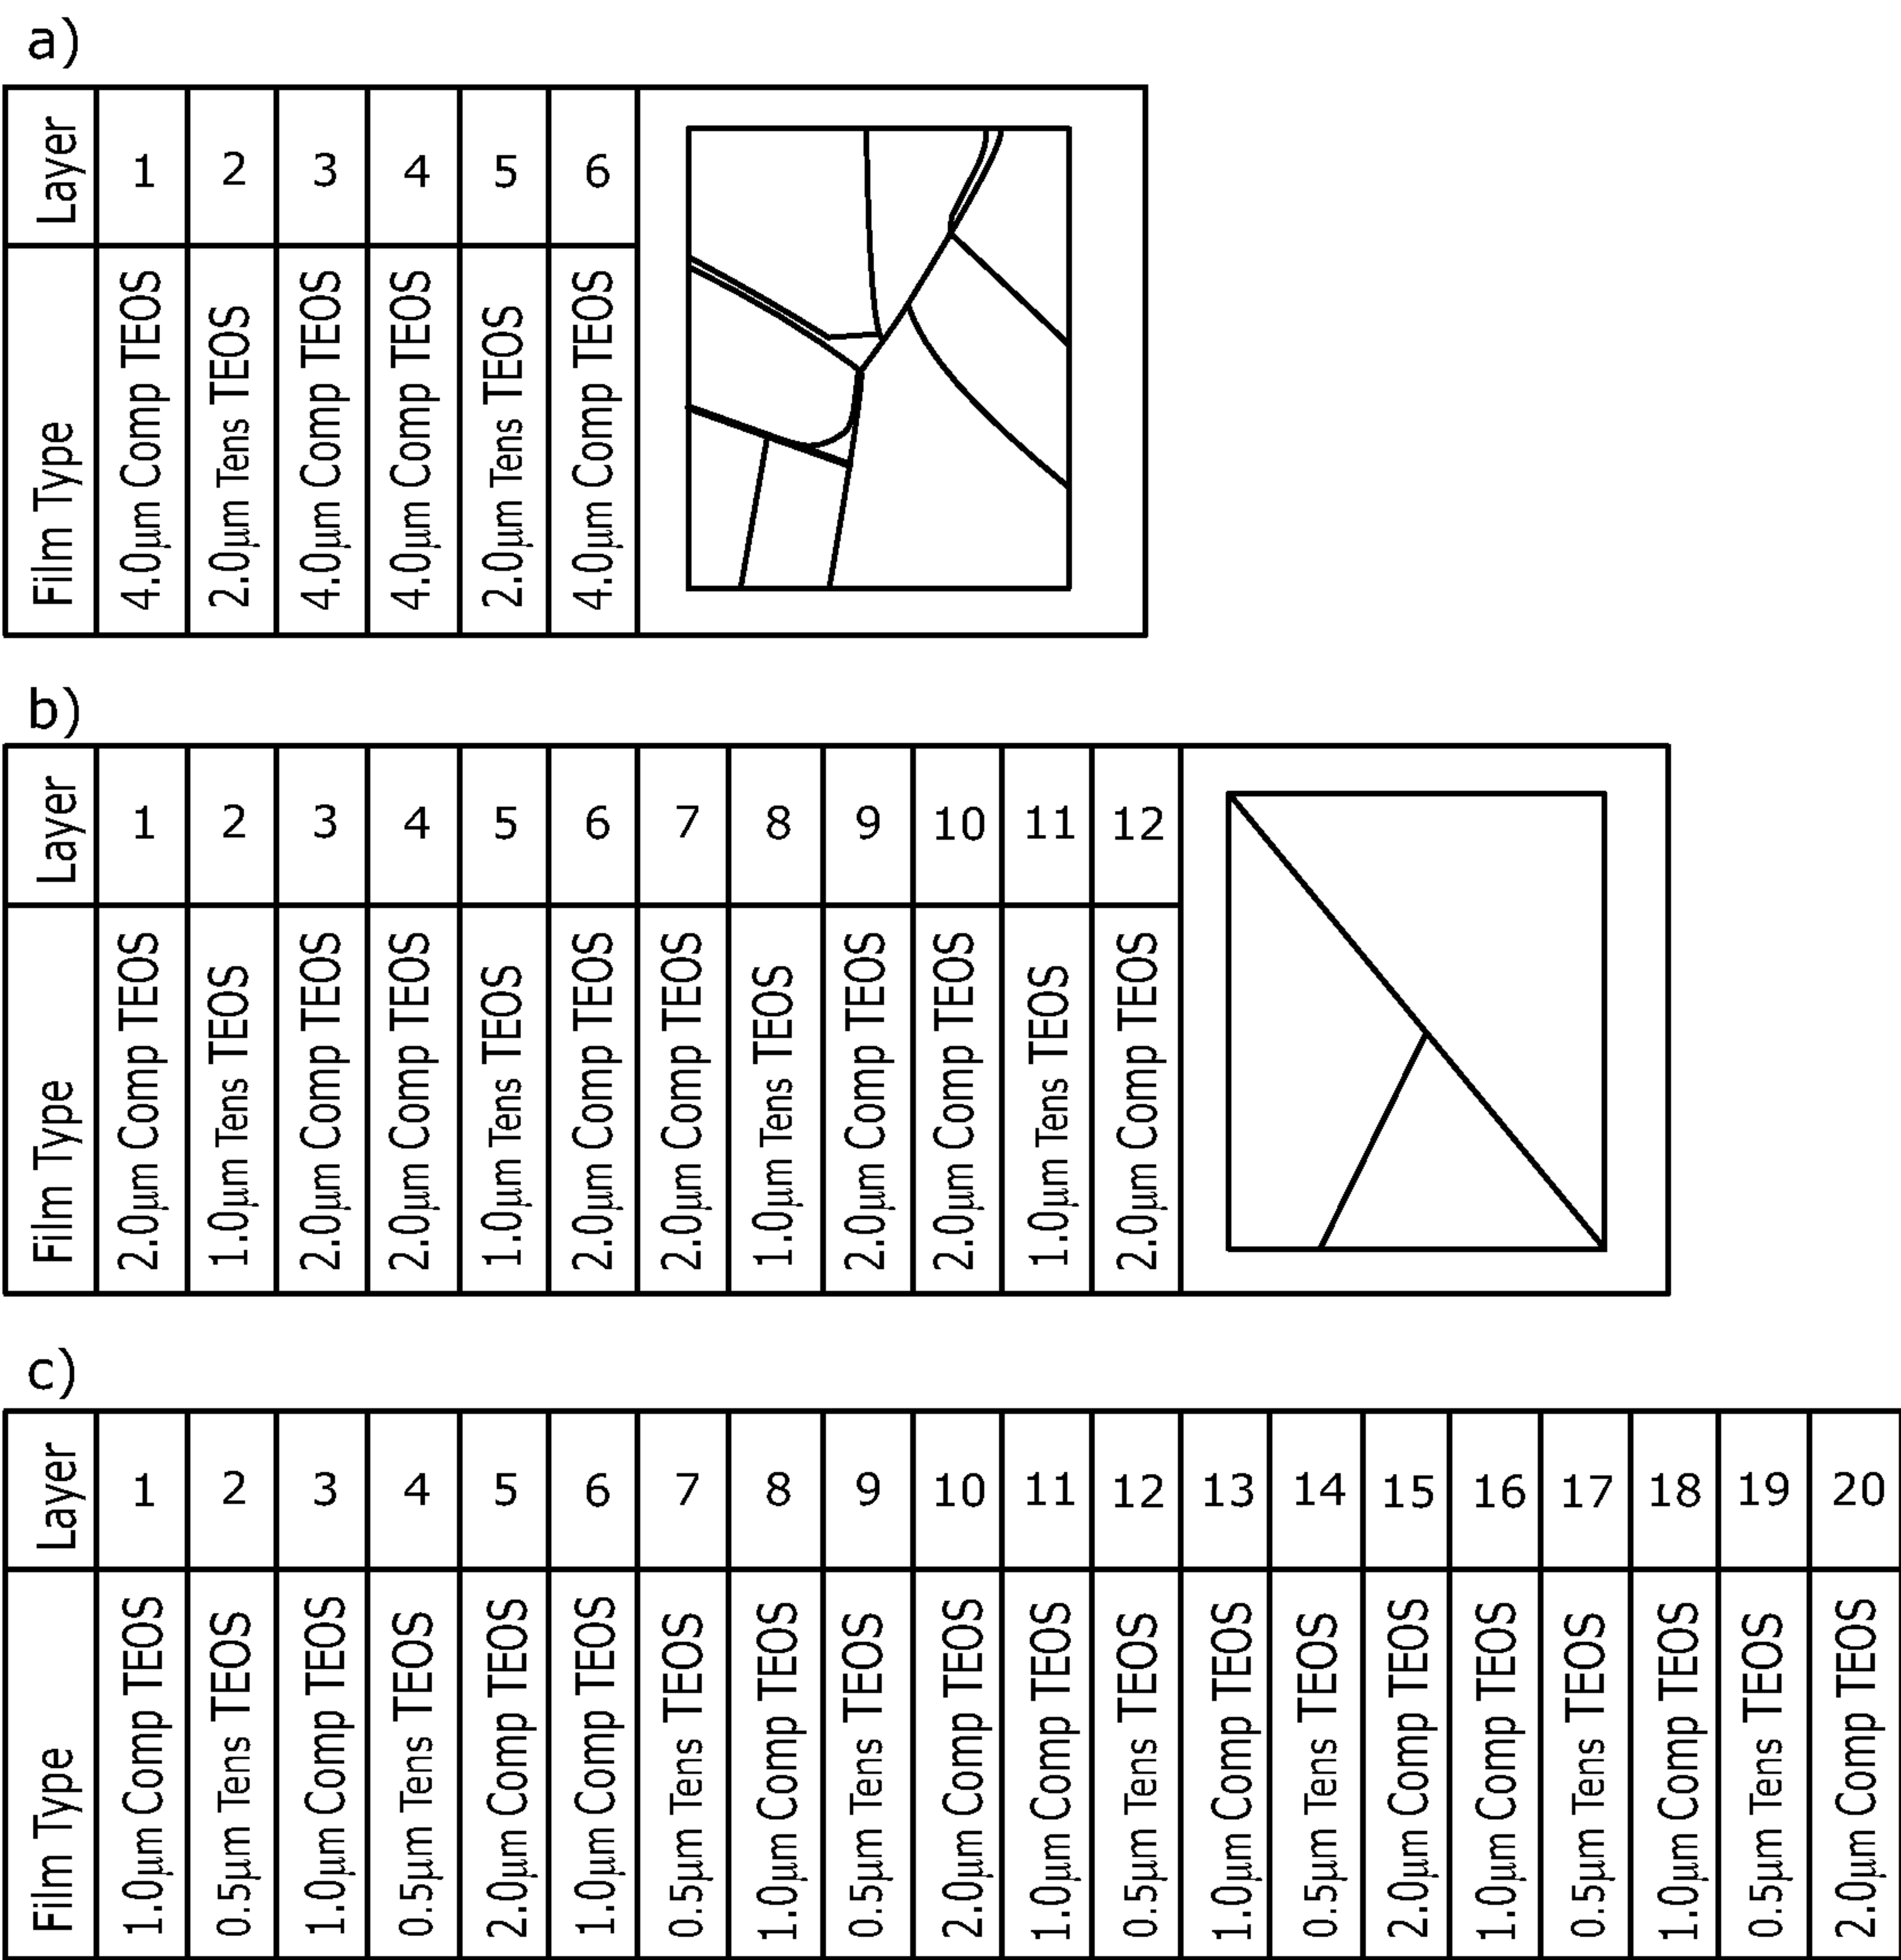 a)
Layer 1 2 3 4 5 6
Film Type 4.0μm Comp TEOS 2.0μm Tens TEOS 4.0μm Comp TEOS 4.0μm Comp TEOS 2.0μm Tens TEOS 4.0μm Comp TEOS
b)
Layer 1 2 3 4 5 6 7 8 9 10 11 12
Film Type 2.0μm Comp TEOS 1.0μm Tens TEOS 2.0μm Comp TEOS 2.0μm Comp TEOS 1.0μm Tens TEOS 2.0μm Comp TEOS 2.0μm Comp TEOS 1.0μm Tens TEOS 2.0μm Comp TEOS 2.0μm Comp TEOS 1.0μm Tens TEOS 2.0μm Comp TEOS
c)
Layer 1 2 3 4 5 6 7 8 9 10 11 12 13 14 15 16 17 18 19 20
Film Type 1.0μm Comp TEOS 0.5μm Tens TEOS 1.0μm Comp TEOS 0.5μm Tens TEOS 2.0μm Comp TEOS 1.0μm Comp TEOS 0.5μm Tens TEOS 1.0μm Comp TEOS 0.5μm Tens TEOS 2.0μm Comp TEOS 1.0μm Comp TEOS 0.5μm Tens TEOS 1.0μm Comp TEOS 0.5μm Tens TEOS 2.0μm Comp TEOS 1.0μm Comp TEOS 0.5μm Tens TEOS 1.0μm Comp TEOS 0.5μm Tens TEOS 2.0μm Comp TEOS